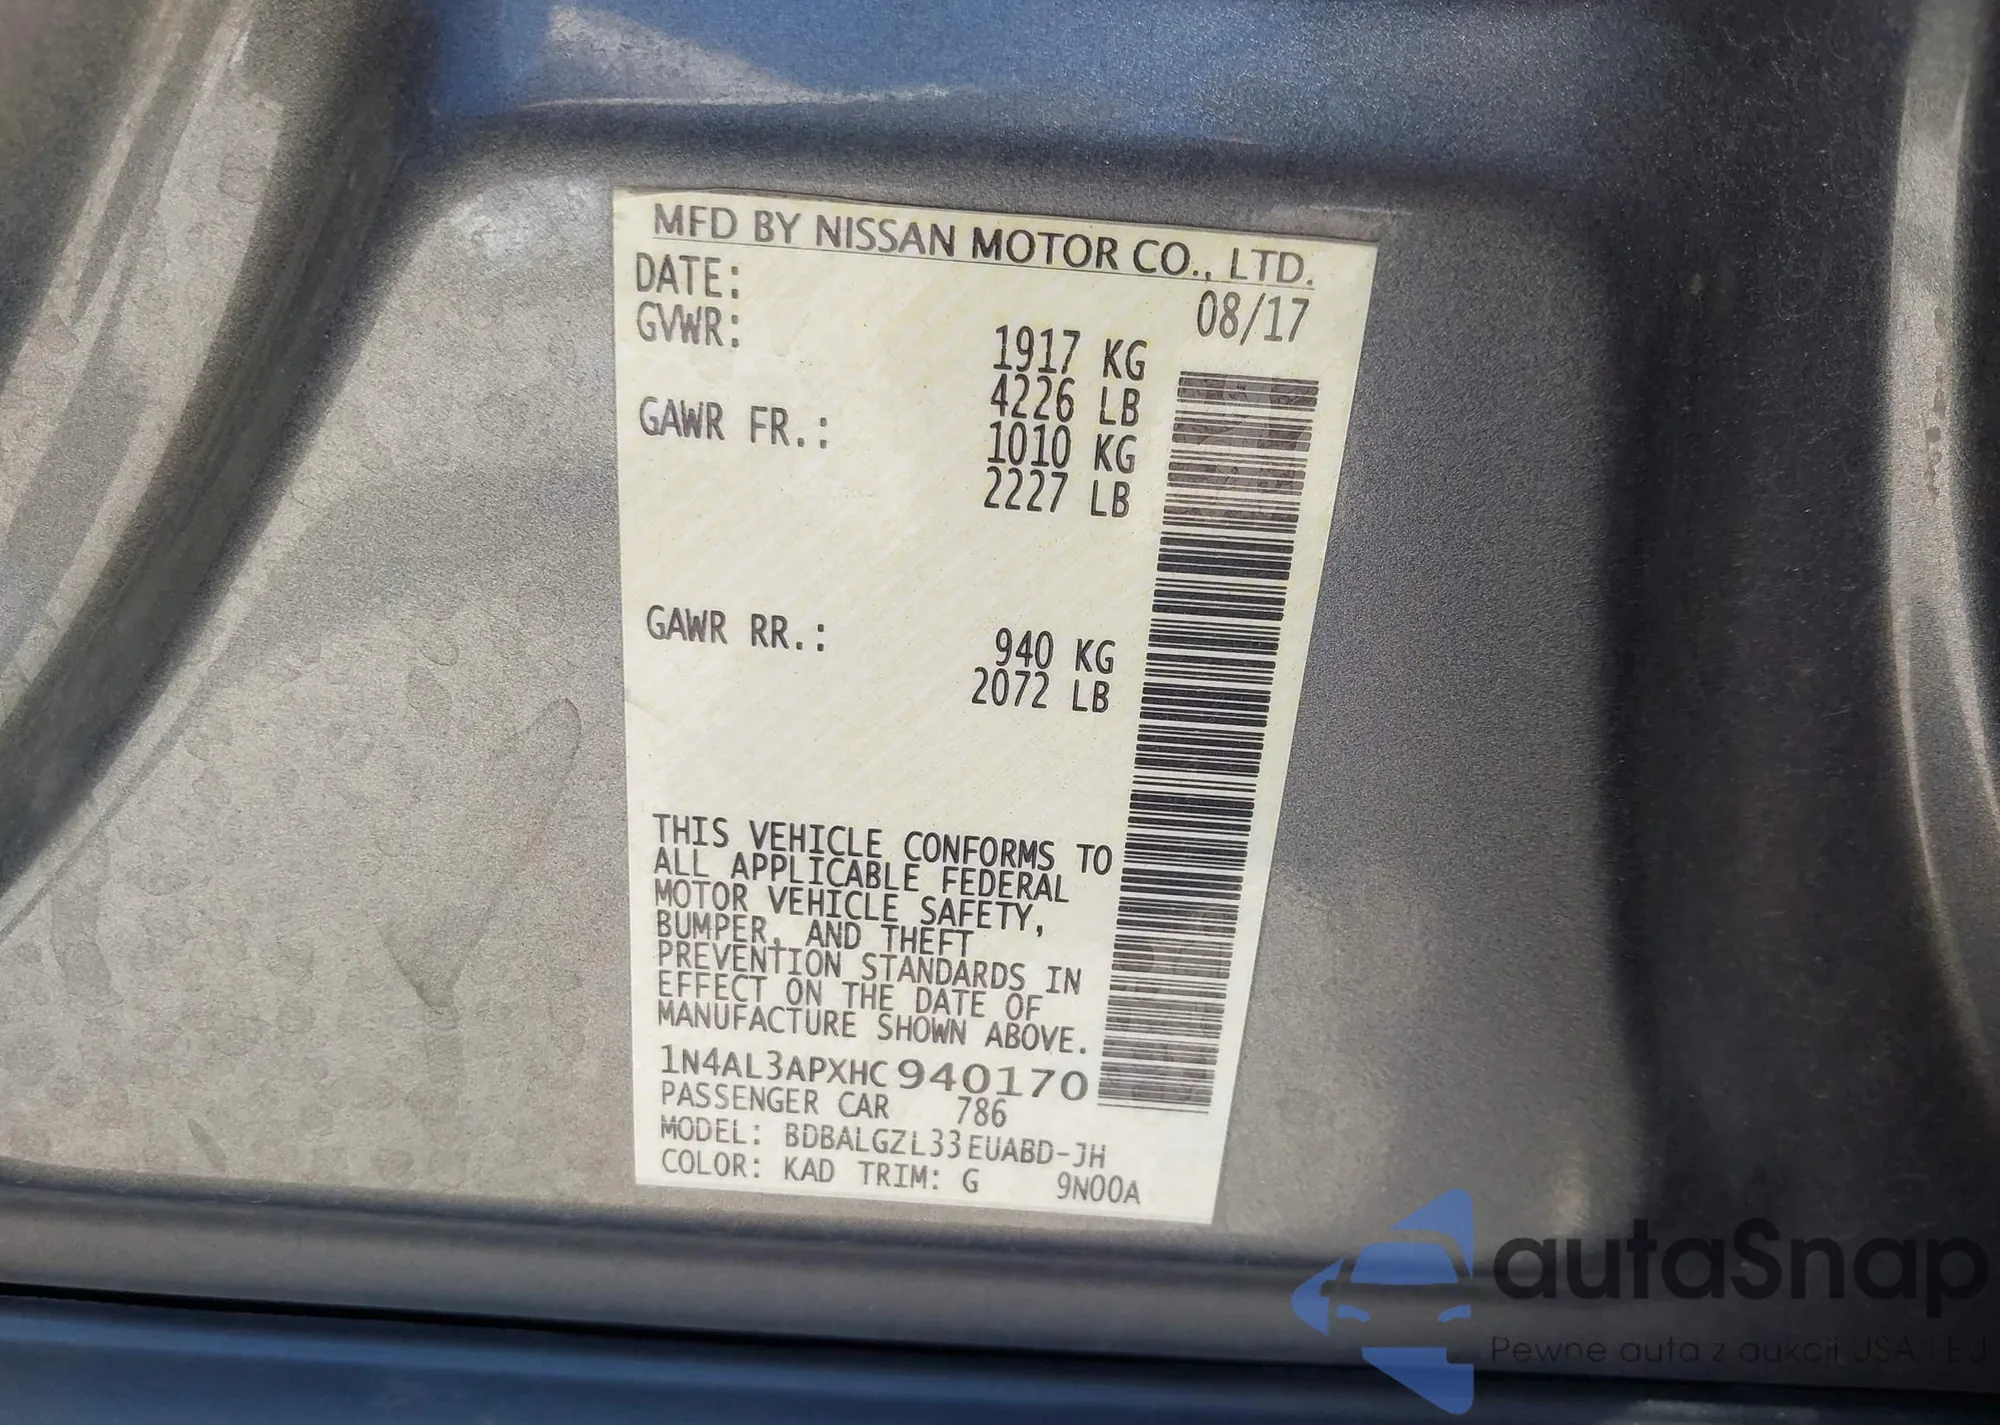 MFD BY NISSAN MOTOR CO., LTD.
DATE: 08/17
GVWR: 1917 KG
4226 LB
GAWR FR.: 1010 KG
2227 LB
GAWR RR.: 940 KG
2072 LB
THIS VEHICLE CONFORMS TO
ALL APPLICABLE FEDERAL
MOTOR VEHICLE SAFETY,
BUMPER, AND THEFT
PREVENTION STANDARDS IN
EFFECT ON THE DATE OF
MANUFACTURE SHOWN ABOVE.
1N4AL3APXHC940170
PASSENGER CAR 786
MODEL: BDBALGZL33EUABD-JH
COLOR: KAD TRIM: G 9N00A
autaSnap
Pewne auta z aukcji USA i EU